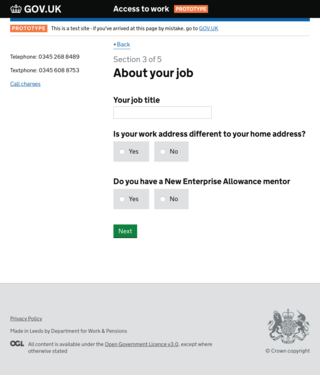 GOV.UK Access to work PROTOTYPE
PROTOTYPE This is a test site - if you've arrived at this page by mistake, go to GOV.UK
Back
Telephone: 0345 268 8489
Textphone: 0345 608 8753
Call charges
Section 3 of 5
About your job
Your job title
Is your work address different to your home address?
Yes No
Do you have a New Enterprise Allowance mentor
Yes No
Next
Privacy Policy
Made in Leeds by Department for Work & Pensions
OGL All content is available under the Open Government Licence v3.0, except where
otherwise stated
© Crown copyright